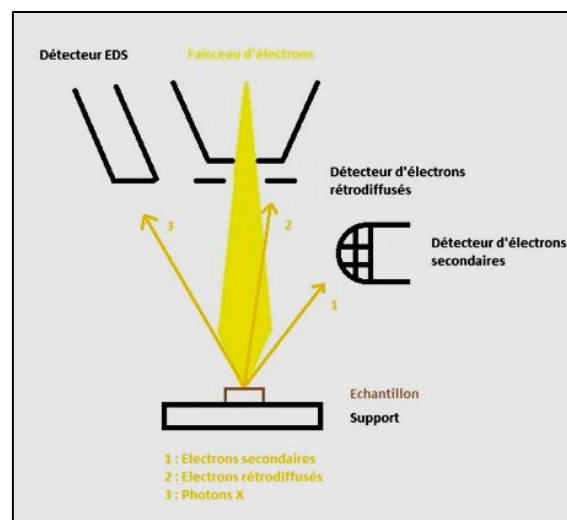 Détecteur EDS
Faisceau d'électrons
Détecteur d'électrons
rétrodiffusés
Détecteur d'électrons
secondaires
3
2
1
Echantillon
Support
1 : Electrons secondaires
2 : Electrons rétrodiffusés
3 : Photons X